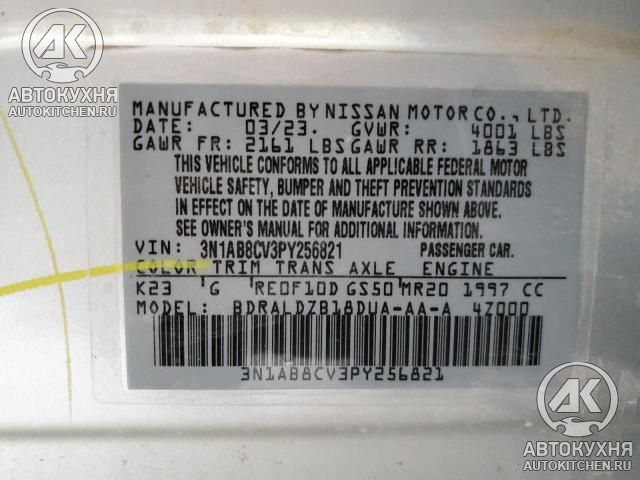 АК
АВТОКУХНЯ
AUTOKITCHEN.RU
MANUFACTURED BY NISSAN MOTOR CO., LTD.
DATE: 03/23. GVWR: 4001 LBS
GAWR FR: 2161 LBS GAWR RR: 1863 LBS
THIS VEHICLE CONFORMS TO ALL APPLICABLE FEDERAL MOTOR
VEHICLE SAFETY, BUMPER AND THEFT PREVENTION STANDARDS
IN EFFECT ON THE DATE OF MANUFACTURE SHOWN ABOVE.
SEE OWNER'S MANUAL FOR ADDITIONAL INFORMATION.
VIN: 3N1AB8CV3PY256821 PASSENGER CAR.
COLOR TRIM TRANS AXLE ENGINE
K23 G RE0F10D GS50 MR20 1997 CC
MODEL: BDRALDZB18DUA-AA-A 4Z000
3N1AB8CV3PY256821
АК
АВТОКУХНЯ
AUTOKITCHEN.RU